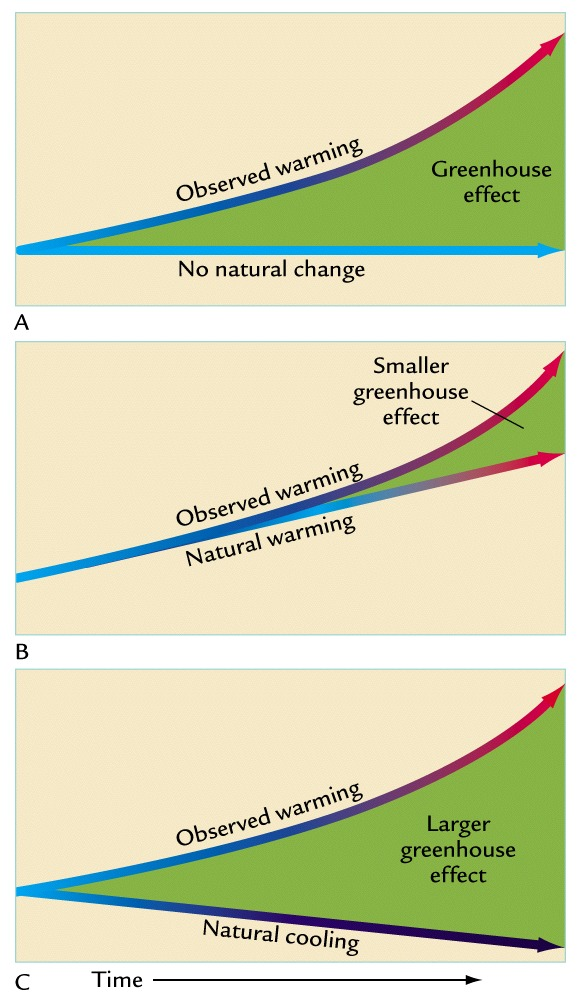 Observed warming
Greenhouse
effect
No natural change
A
Smaller
greenhouse
effect
Observed warming
Natural warming
B
Observed warming
Larger
greenhouse
effect
Natural cooling
C
Time